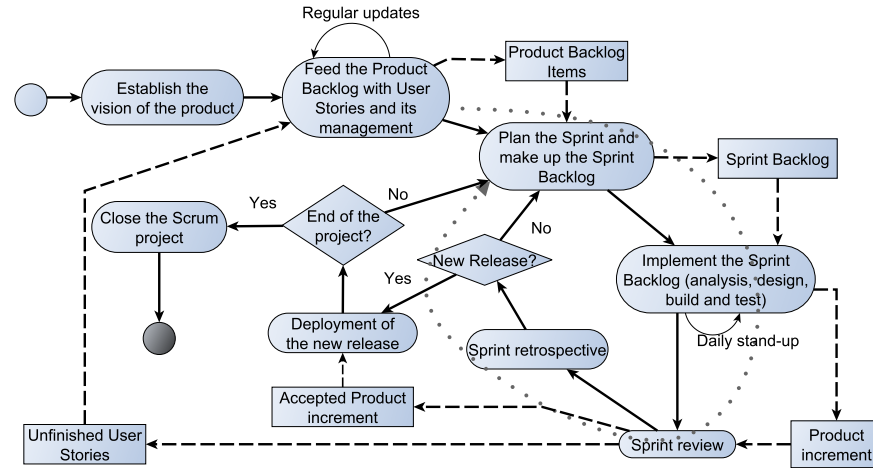 Regular updates
Establish the
vision of the product
Feed the Product
Backlog with User
Stories and its
management
Product Backlog
Items
Plan the Sprint and
make up the Sprint
Backlog
Sprint Backlog
Close the Scrum
project
Yes
End of the
project?
No
New Release?
No
Yes
Implement the Sprint
Backlog (analysis, design,
build and test)
Daily stand-up
Deployment of
the new release
Sprint retrospective
Accepted Product
increment
Unfinished User
Stories
Sprint review
Product
increment